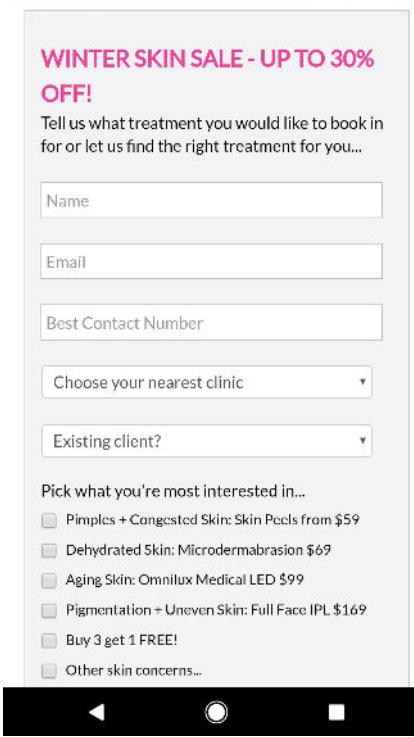 WINTER SKIN SALE - UP TO 30%
OFF!
Tell us what treatment you would like to book in
for or let us find the right treatment for you...
Name
Email
Best Contact Number
Choose your nearest clinic
Existing client?
Pick what you're most interested in...
Pimples + Congested Skin: Skin Peels from $59
Dehydrated Skin: Microdermabrasion $69
Aging Skin: Omnilux Medical LED $99
Pigmentation + Uneven Skin: Full Face IPL $169
Buy 3 get 1 FREE!
Other skin concerns...